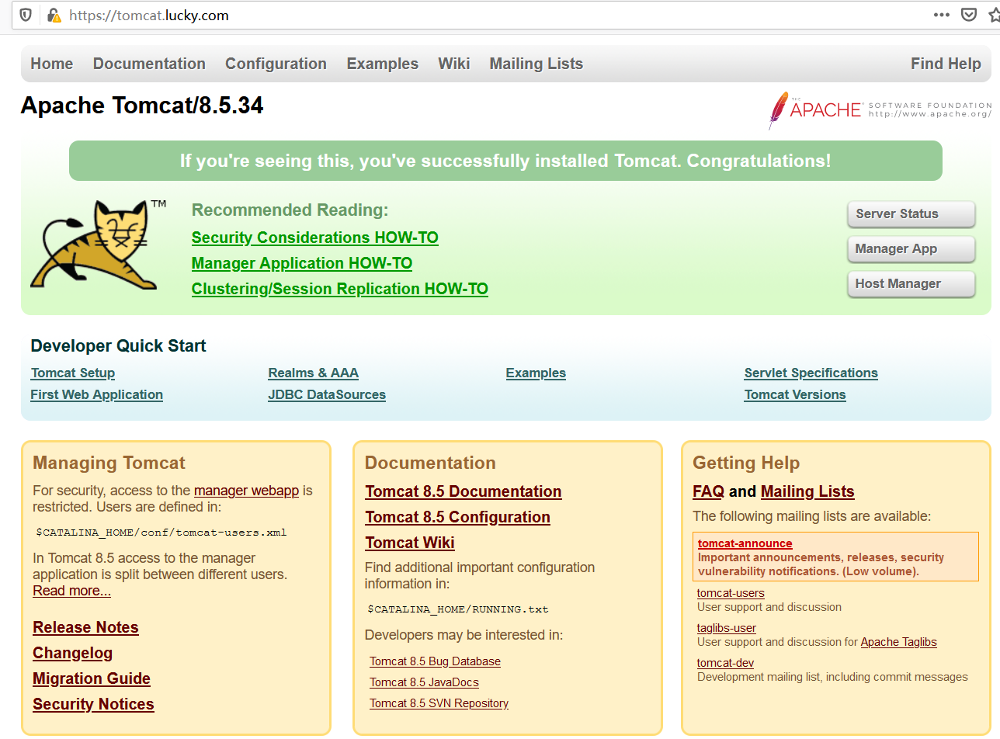 https://tomcat.lucky.com
Home Documentation Configuration Examples Wiki Mailing Lists Find Help
Apache Tomcat/8.5.34
THE APACHE® SOFTWARE FOUNDATION
http://www.apache.org/
If you're seeing this, you've successfully installed Tomcat. Congratulations!
TM
Recommended Reading:
Security Considerations HOW-TO
Manager Application HOW-TO
Clustering/Session Replication HOW-TO
Server Status
Manager App
Host Manager
Developer Quick Start
Tomcat Setup
First Web Application
Realms & AAA
JDBC DataSources
Examples
Servlet Specifications
Tomcat Versions
Managing Tomcat
For security, access to the manager webapp is
restricted. Users are defined in:
$CATALINA_HOME/conf/tomcat-users.xml
In Tomcat 8.5 access to the manager
application is split between different users.
Read more...
Release Notes
Changelog
Migration Guide
Security Notices
Documentation
Tomcat 8.5 Documentation
Tomcat 8.5 Configuration
Tomcat Wiki
Find additional important configuration
information in:
$CATALINA_HOME/RUNNING.txt
Developers may be interested in:
Tomcat 8.5 Bug Database
Tomcat 8.5 JavaDocs
Tomcat 8.5 SVN Repository
Getting Help
FAQ and Mailing Lists
The following mailing lists are available:
tomcat-announce
Important announcements, releases, security
vulnerability notifications. (Low volume).
tomcat-users
User support and discussion
taglibs-user
User support and discussion for Apache Taglibs
tomcat-dev
Development mailing list, including commit messages